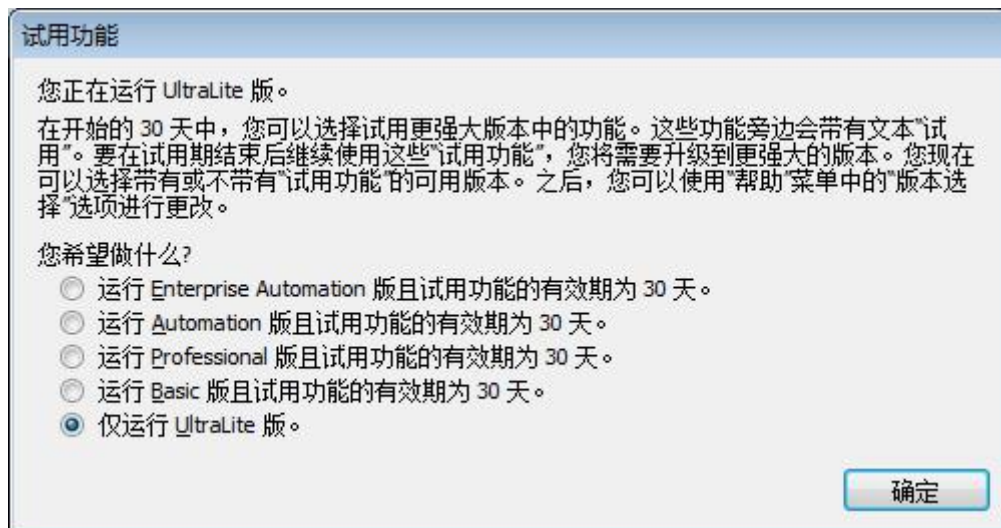 试用功能
您正在运行 UltraLite 版。
在开始的 30 天中，您可以选择试用更强大版本中的功能。这些功能旁边会带有文本“试
用”。要在试用期结束后继续使用这些“试用功能”，您将需要升级到更强大的版本。您现在
可以选择带有或不带有“试用功能”的可用版本。之后，您可以使用“帮助”菜单中的“版本选
择”选项进行更改。
您希望做什么?
运行 Enterprise Automation 版且试用功能的有效期为 30 天。
运行 Automation 版且试用功能的有效期为 30 天。
运行 Professional 版且试用功能的有效期为 30 天。
运行 Basic 版且试用功能的有效期为 30 天。
仅运行 UltraLite 版。
确定